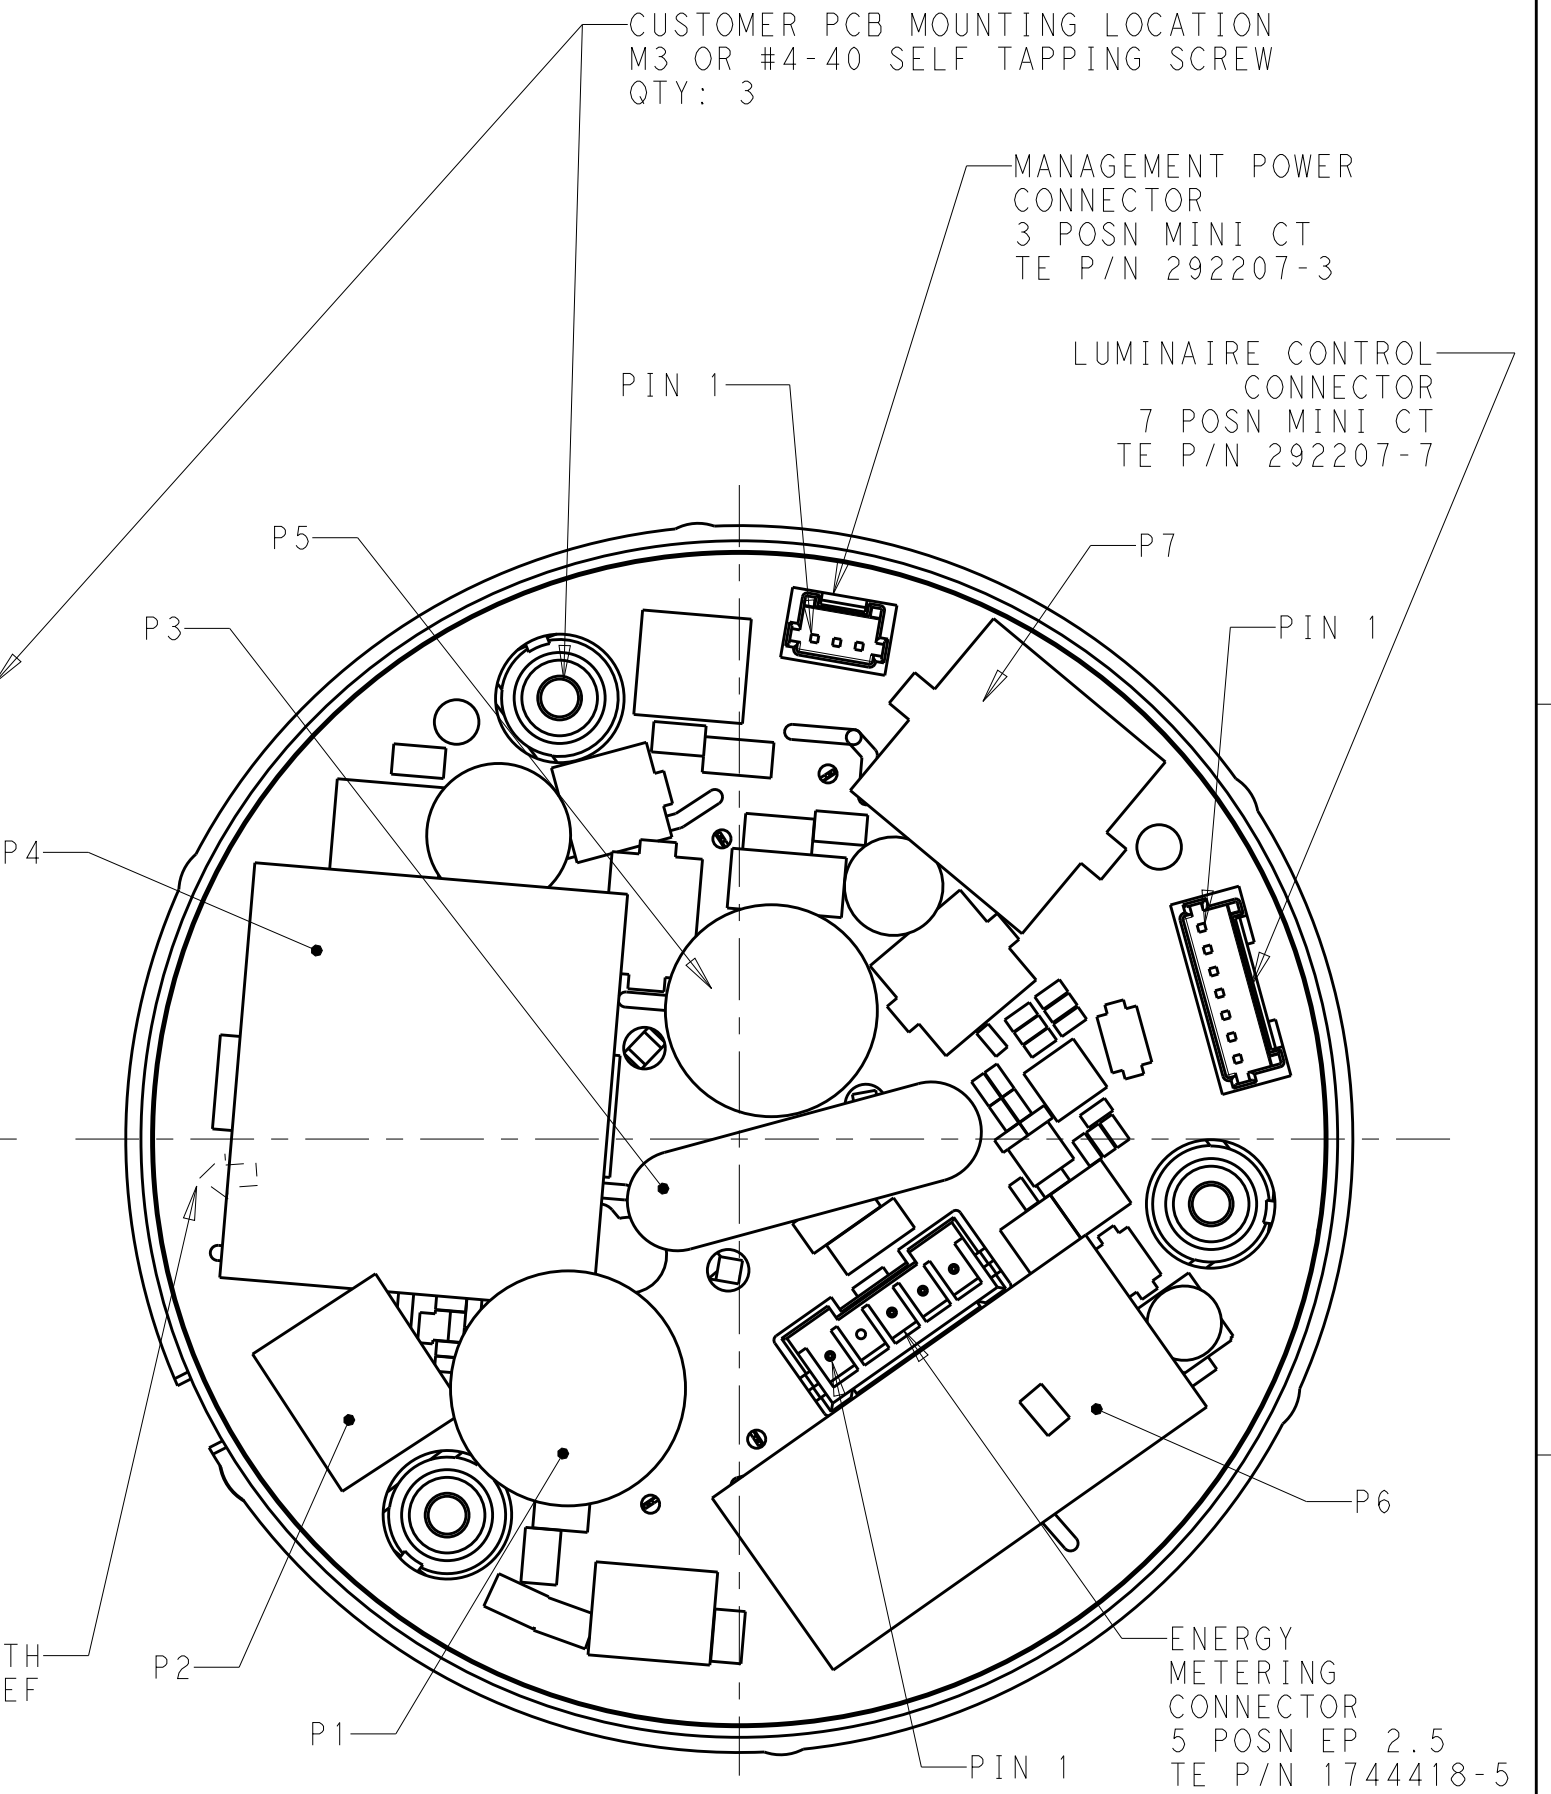 CUSTOMER PCB MOUNTING LOCATION
M3 OR #4-40 SELF TAPPING SCREW
QTY: 3
MANAGEMENT POWER
CONNECTOR
3 POSN MINI CT
TE P/N 292207-3
LUMINAIRE CONTROL
CONNECTOR
7 POSN MINI CT
TE P/N 292207-7
PIN 1
P5
P7
P3
PIN 1
P4
P6
TH
EF
P2
P1
PIN 1
ENERGY
METERING
CONNECTOR
5 POSN EP 2.5
TE P/N 1744418-5